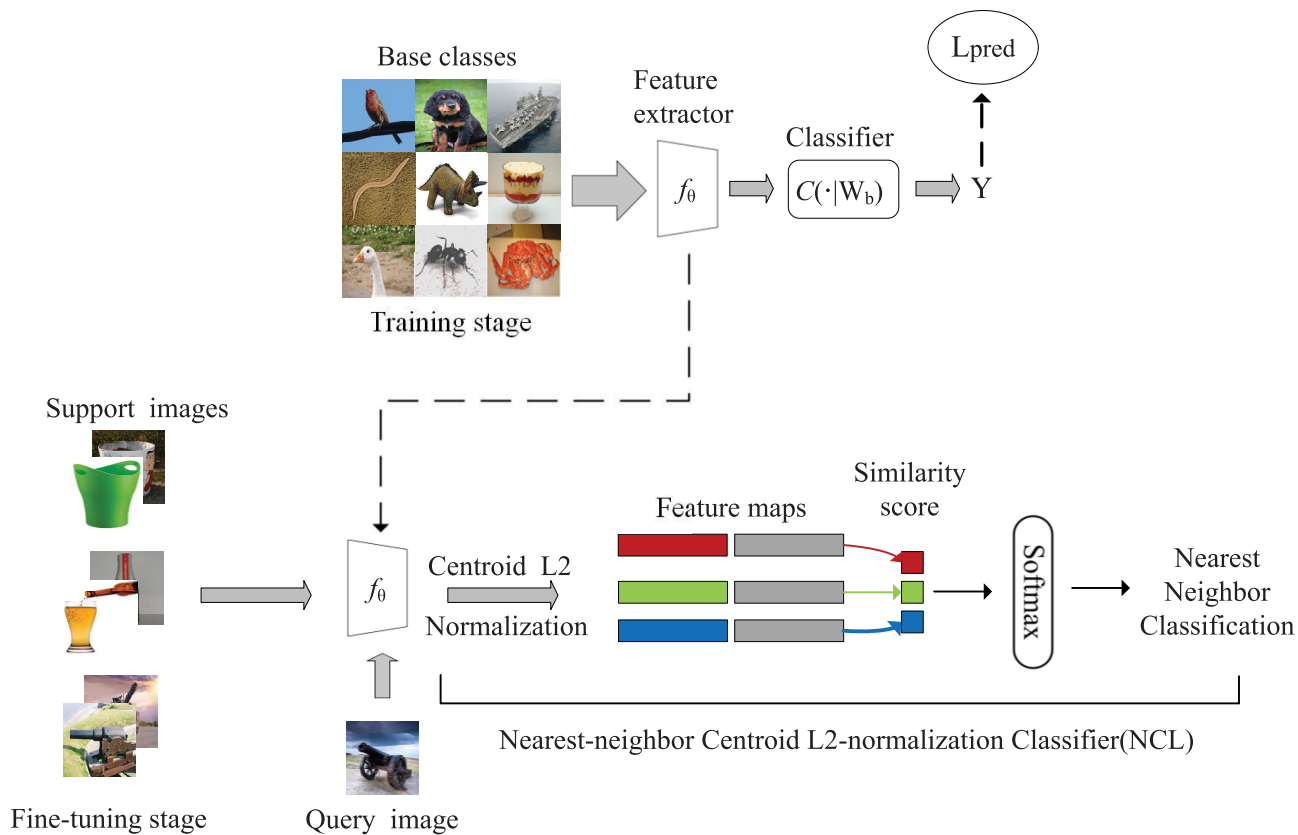 Lpred
Base classes
Feature
extractor
Classifier
fθ
C(·|Wb)
Y
Training stage
Support images
Similarity
score
Feature maps
Centroid L2
Normalization
fθ
Softmax
Nearest
Neighbor
Classification
Nearest-neighbor Centroid L2-normalization Classifier(NCL)
Fine-tuning stage
Query image